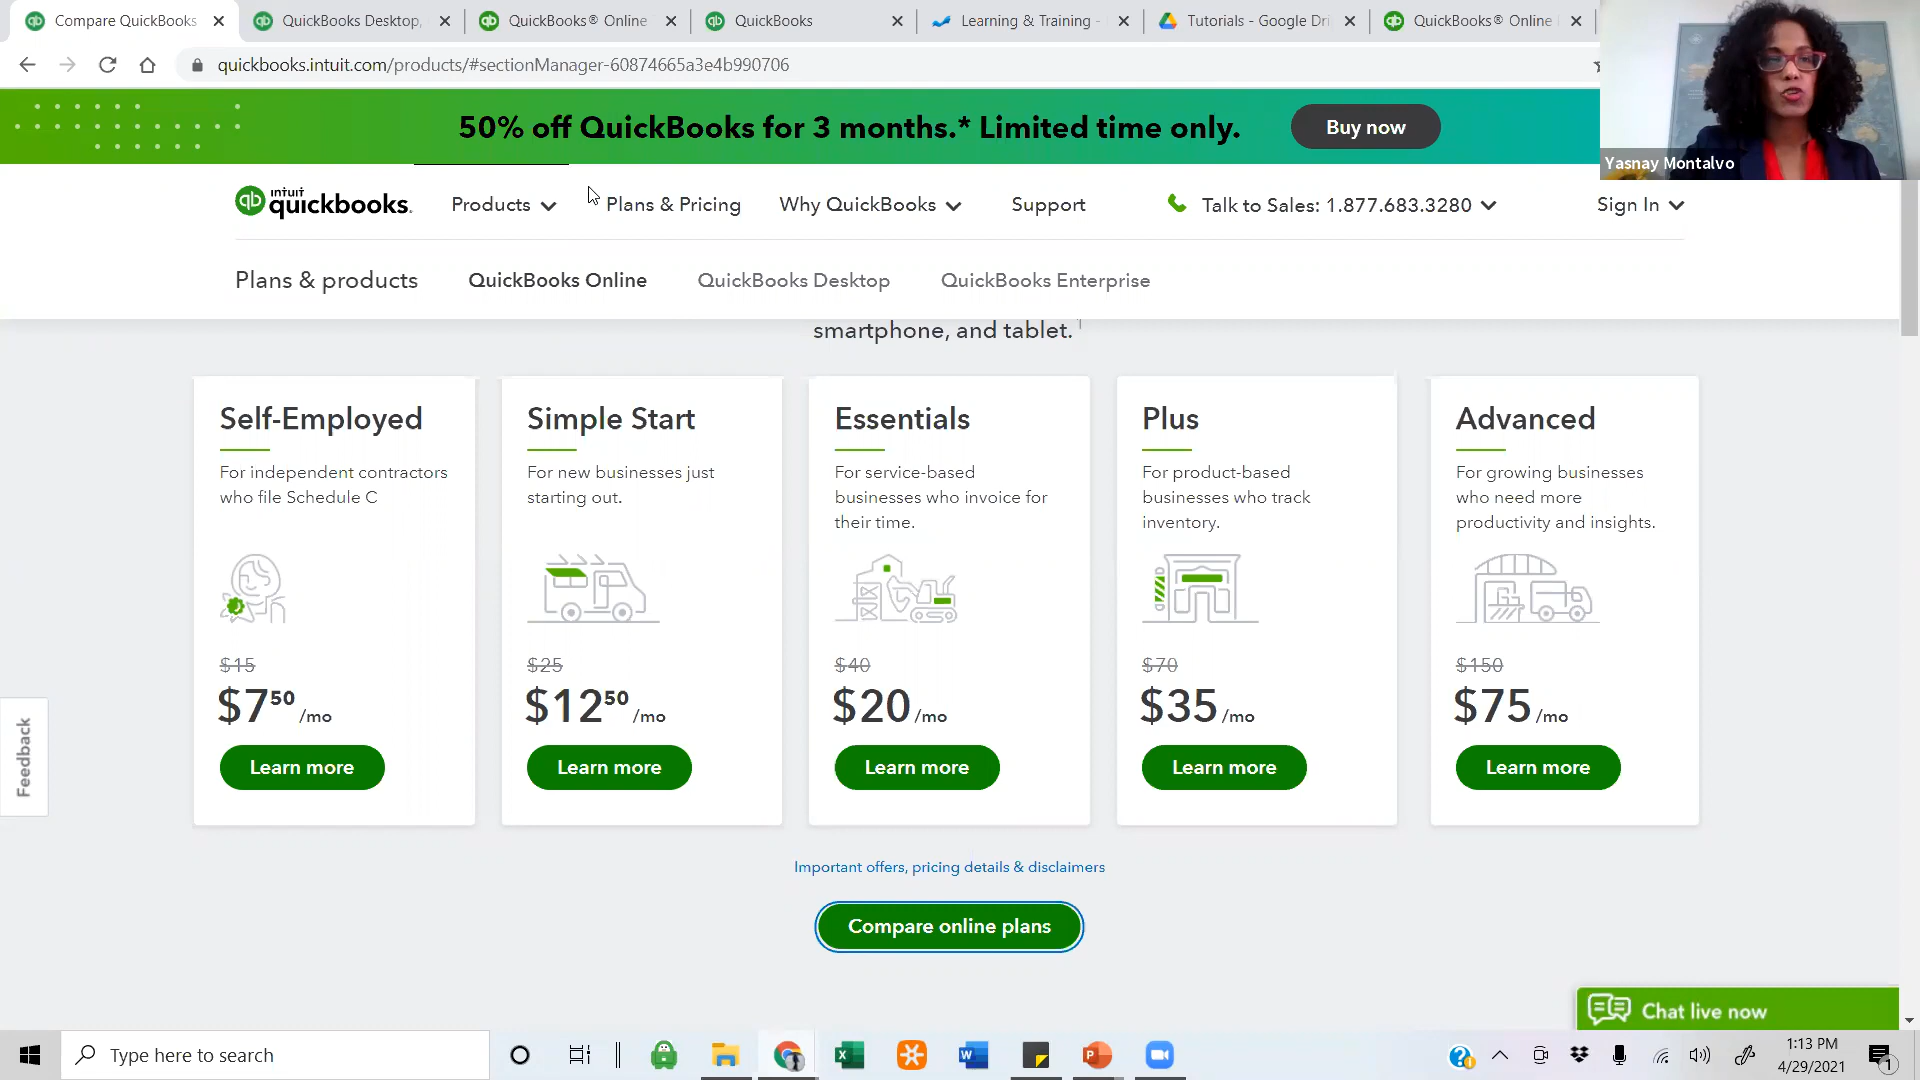 Compare QuickBooks
QuickBooks Desktop,
QuickBooks® Online
QuickBooks
Learning & Training -
Tutorials - Google Dri
QuickBooks® Online
quickbooks.intuit.com/products/#sectionManager-60874665a3e4b990706
50% off QuickBooks for 3 months.* Limited time only.
Buy now
Yasnay Montalvo
intuit
quickbooks.
Products
Plans & Pricing
Why QuickBooks
Support
Talk to Sales: 1.877.683.3280
Sign In
Plans & products
QuickBooks Online
QuickBooks Desktop
QuickBooks Enterprise
smartphone, and tablet.¹
Self-Employed
For independent contractors
who file Schedule C
$15
$7⁵⁰ /mo
Learn more
Simple Start
For new businesses just
starting out.
$25
$12⁵⁰ /mo
Learn more
Essentials
For service-based
businesses who invoice for
their time.
$40
$20 /mo
Learn more
Plus
For product-based
businesses who track
inventory.
$70
$35 /mo
Learn more
Advanced
For growing businesses
who need more
productivity and insights.
$150
$75 /mo
Learn more
Feedback
Important offers, pricing details & disclaimers
Compare online plans
Chat live now
Type here to search
1:13 PM
4/29/2021
1